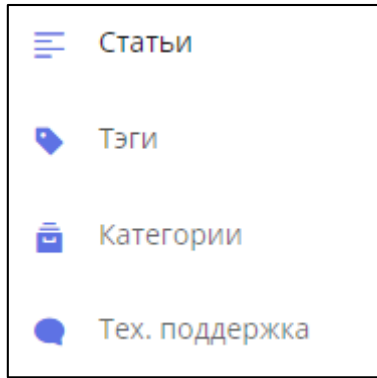 Статьи
Тэги
Категории
Тех. поддержка